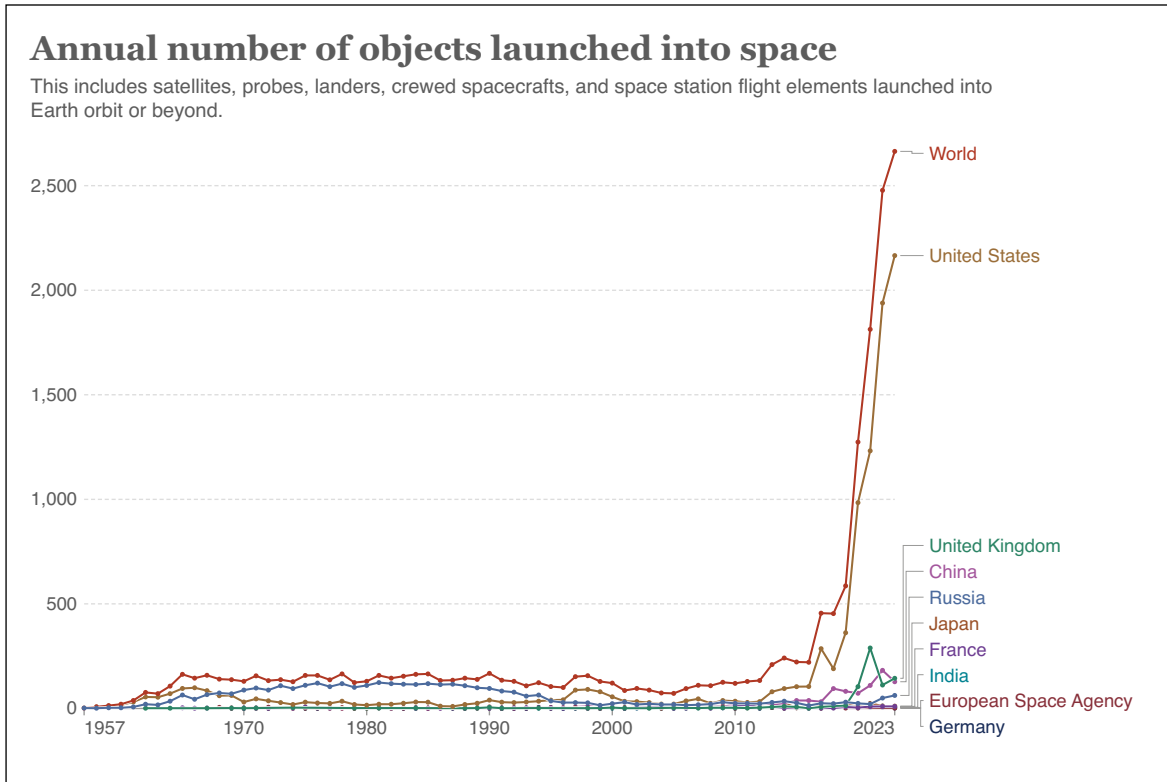 Annual number of objects launched into space
This includes satellites, probes, landers, crewed spacecrafts, and space station flight elements launched into
Earth orbit or beyond.
World
2,500
United States
2,000
1,500
1,000
United Kingdom
China
500
Russia
Japan
France
India
European Space Agency
0
1957 1970 1980 1990 2000 2010 2023
Germany